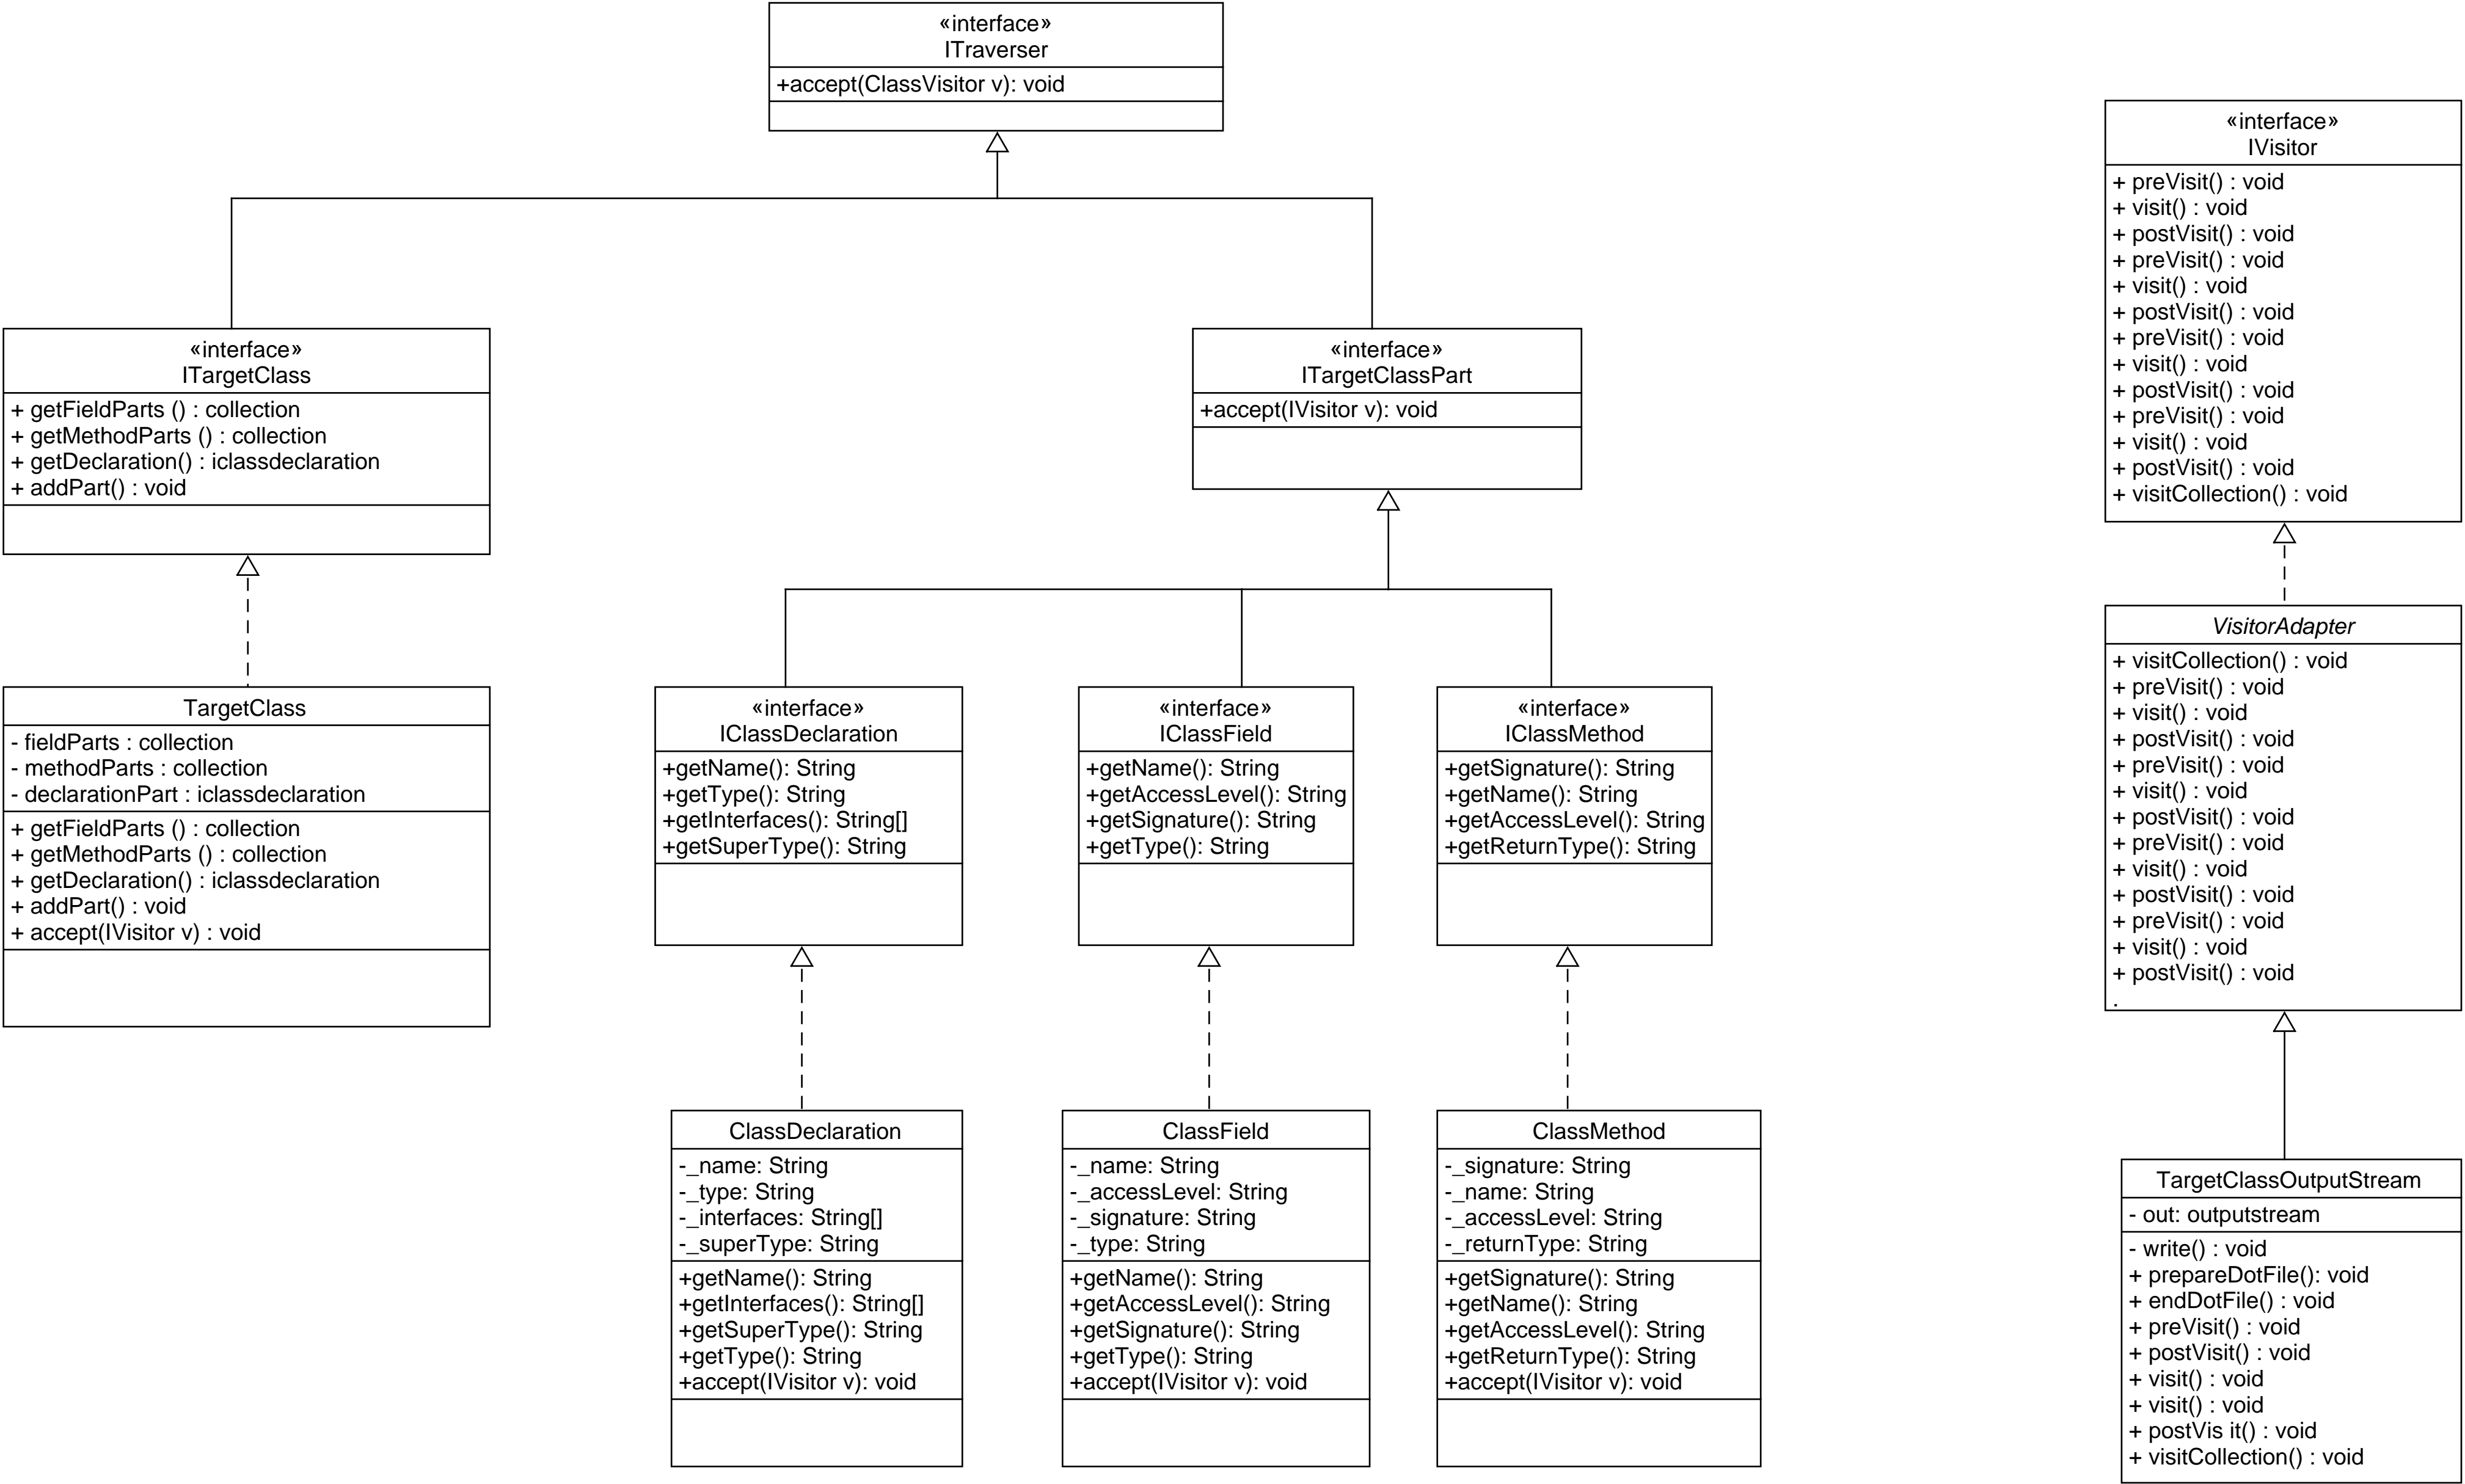 «interface»
ITraverser
+accept(ClassVisitor v): void
«interface»
IVisitor
+ preVisit() : void
+ visit() : void
+ postVisit() : void
+ preVisit() : void
+ visit() : void
+ postVisit() : void
+ preVisit() : void
+ visit() : void
+ postVisit() : void
+ preVisit() : void
+ visit() : void
+ postVisit() : void
+ visitCollection() : void
«interface»
ITargetClass
+ getFieldParts () : collection
+ getMethodParts () : collection
+ getDeclaration() : iclassdeclaration
+ addPart() : void
«interface»
ITargetClassPart
+accept(IVisitor v): void
VisitorAdapter
+ visitCollection() : void
+ preVisit() : void
+ visit() : void
+ postVisit() : void
+ preVisit() : void
+ visit() : void
+ postVisit() : void
+ preVisit() : void
+ visit() : void
+ postVisit() : void
+ preVisit() : void
+ visit() : void
+ postVisit() : void
.
TargetClass
- fieldParts : collection
- methodParts : collection
- declarationPart : iclassdeclaration
+ getFieldParts () : collection
+ getMethodParts () : collection
+ getDeclaration() : iclassdeclaration
+ addPart() : void
+ accept(IVisitor v) : void
«interface»
IClassDeclaration
+getName(): String
+getType(): String
+getInterfaces(): String[]
+getSuperType(): String
«interface»
IClassField
+getName(): String
+getAccessLevel(): String
+getSignature(): String
+getType(): String
«interface»
IClassMethod
+getSignature(): String
+getName(): String
+getAccessLevel(): String
+getReturnType(): String
ClassDeclaration
-_name: String
-_type: String
-_interfaces: String[]
-_superType: String
+getName(): String
+getInterfaces(): String[]
+getSuperType(): String
+getType(): String
+accept(IVisitor v): void
ClassField
-_name: String
-_accessLevel: String
-_signature: String
-_type: String
+getName(): String
+getAccessLevel(): String
+getSignature(): String
+getType(): String
+accept(IVisitor v): void
ClassMethod
-_signature: String
-_name: String
-_accessLevel: String
-_returnType: String
+getSignature(): String
+getName(): String
+getAccessLevel(): String
+getReturnType(): String
+accept(IVisitor v): void
TargetClassOutputStream
- out: outputstream
- write() : void
+ prepareDotFile(): void
+ endDotFile() : void
+ preVisit() : void
+ postVisit() : void
+ visit() : void
+ visit() : void
+ postVis it() : void
+ visitCollection() : void